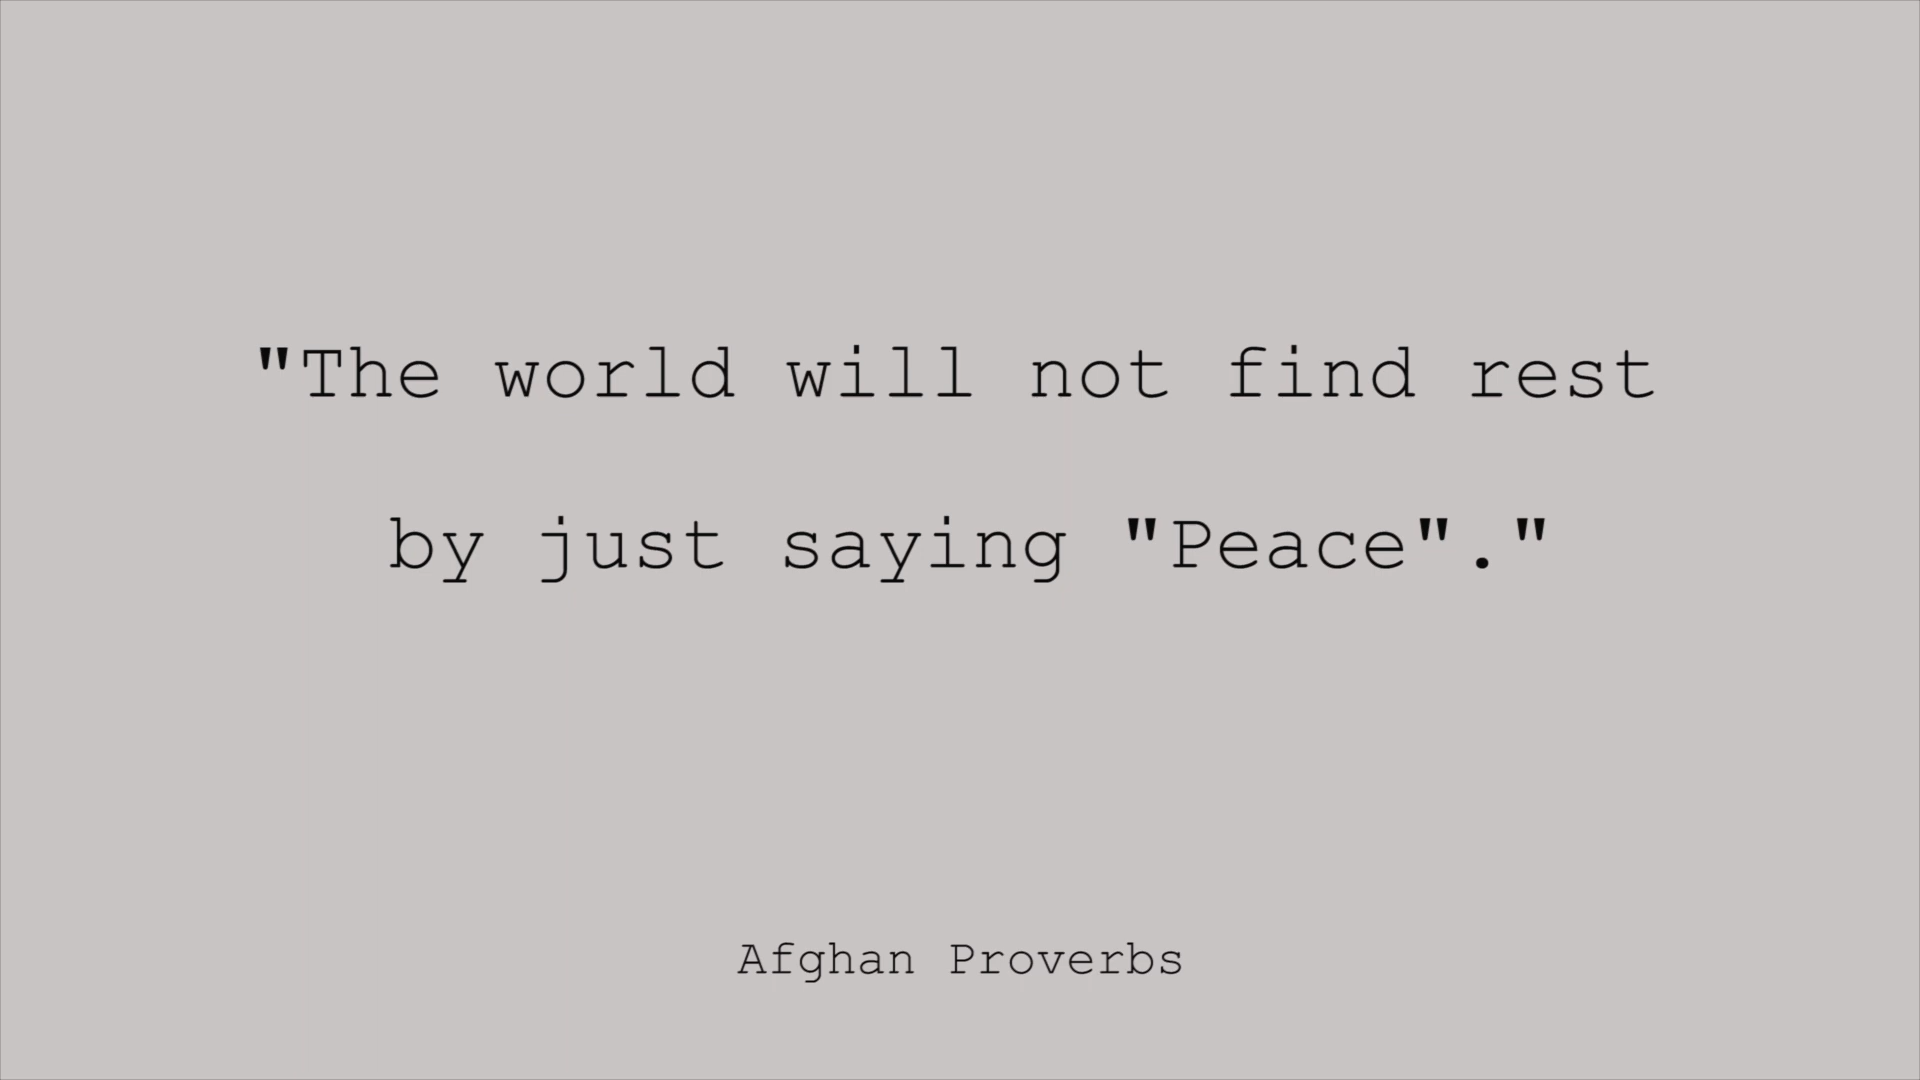 "The world will not find rest
by just saying "Peace"."
Afghan Proverbs